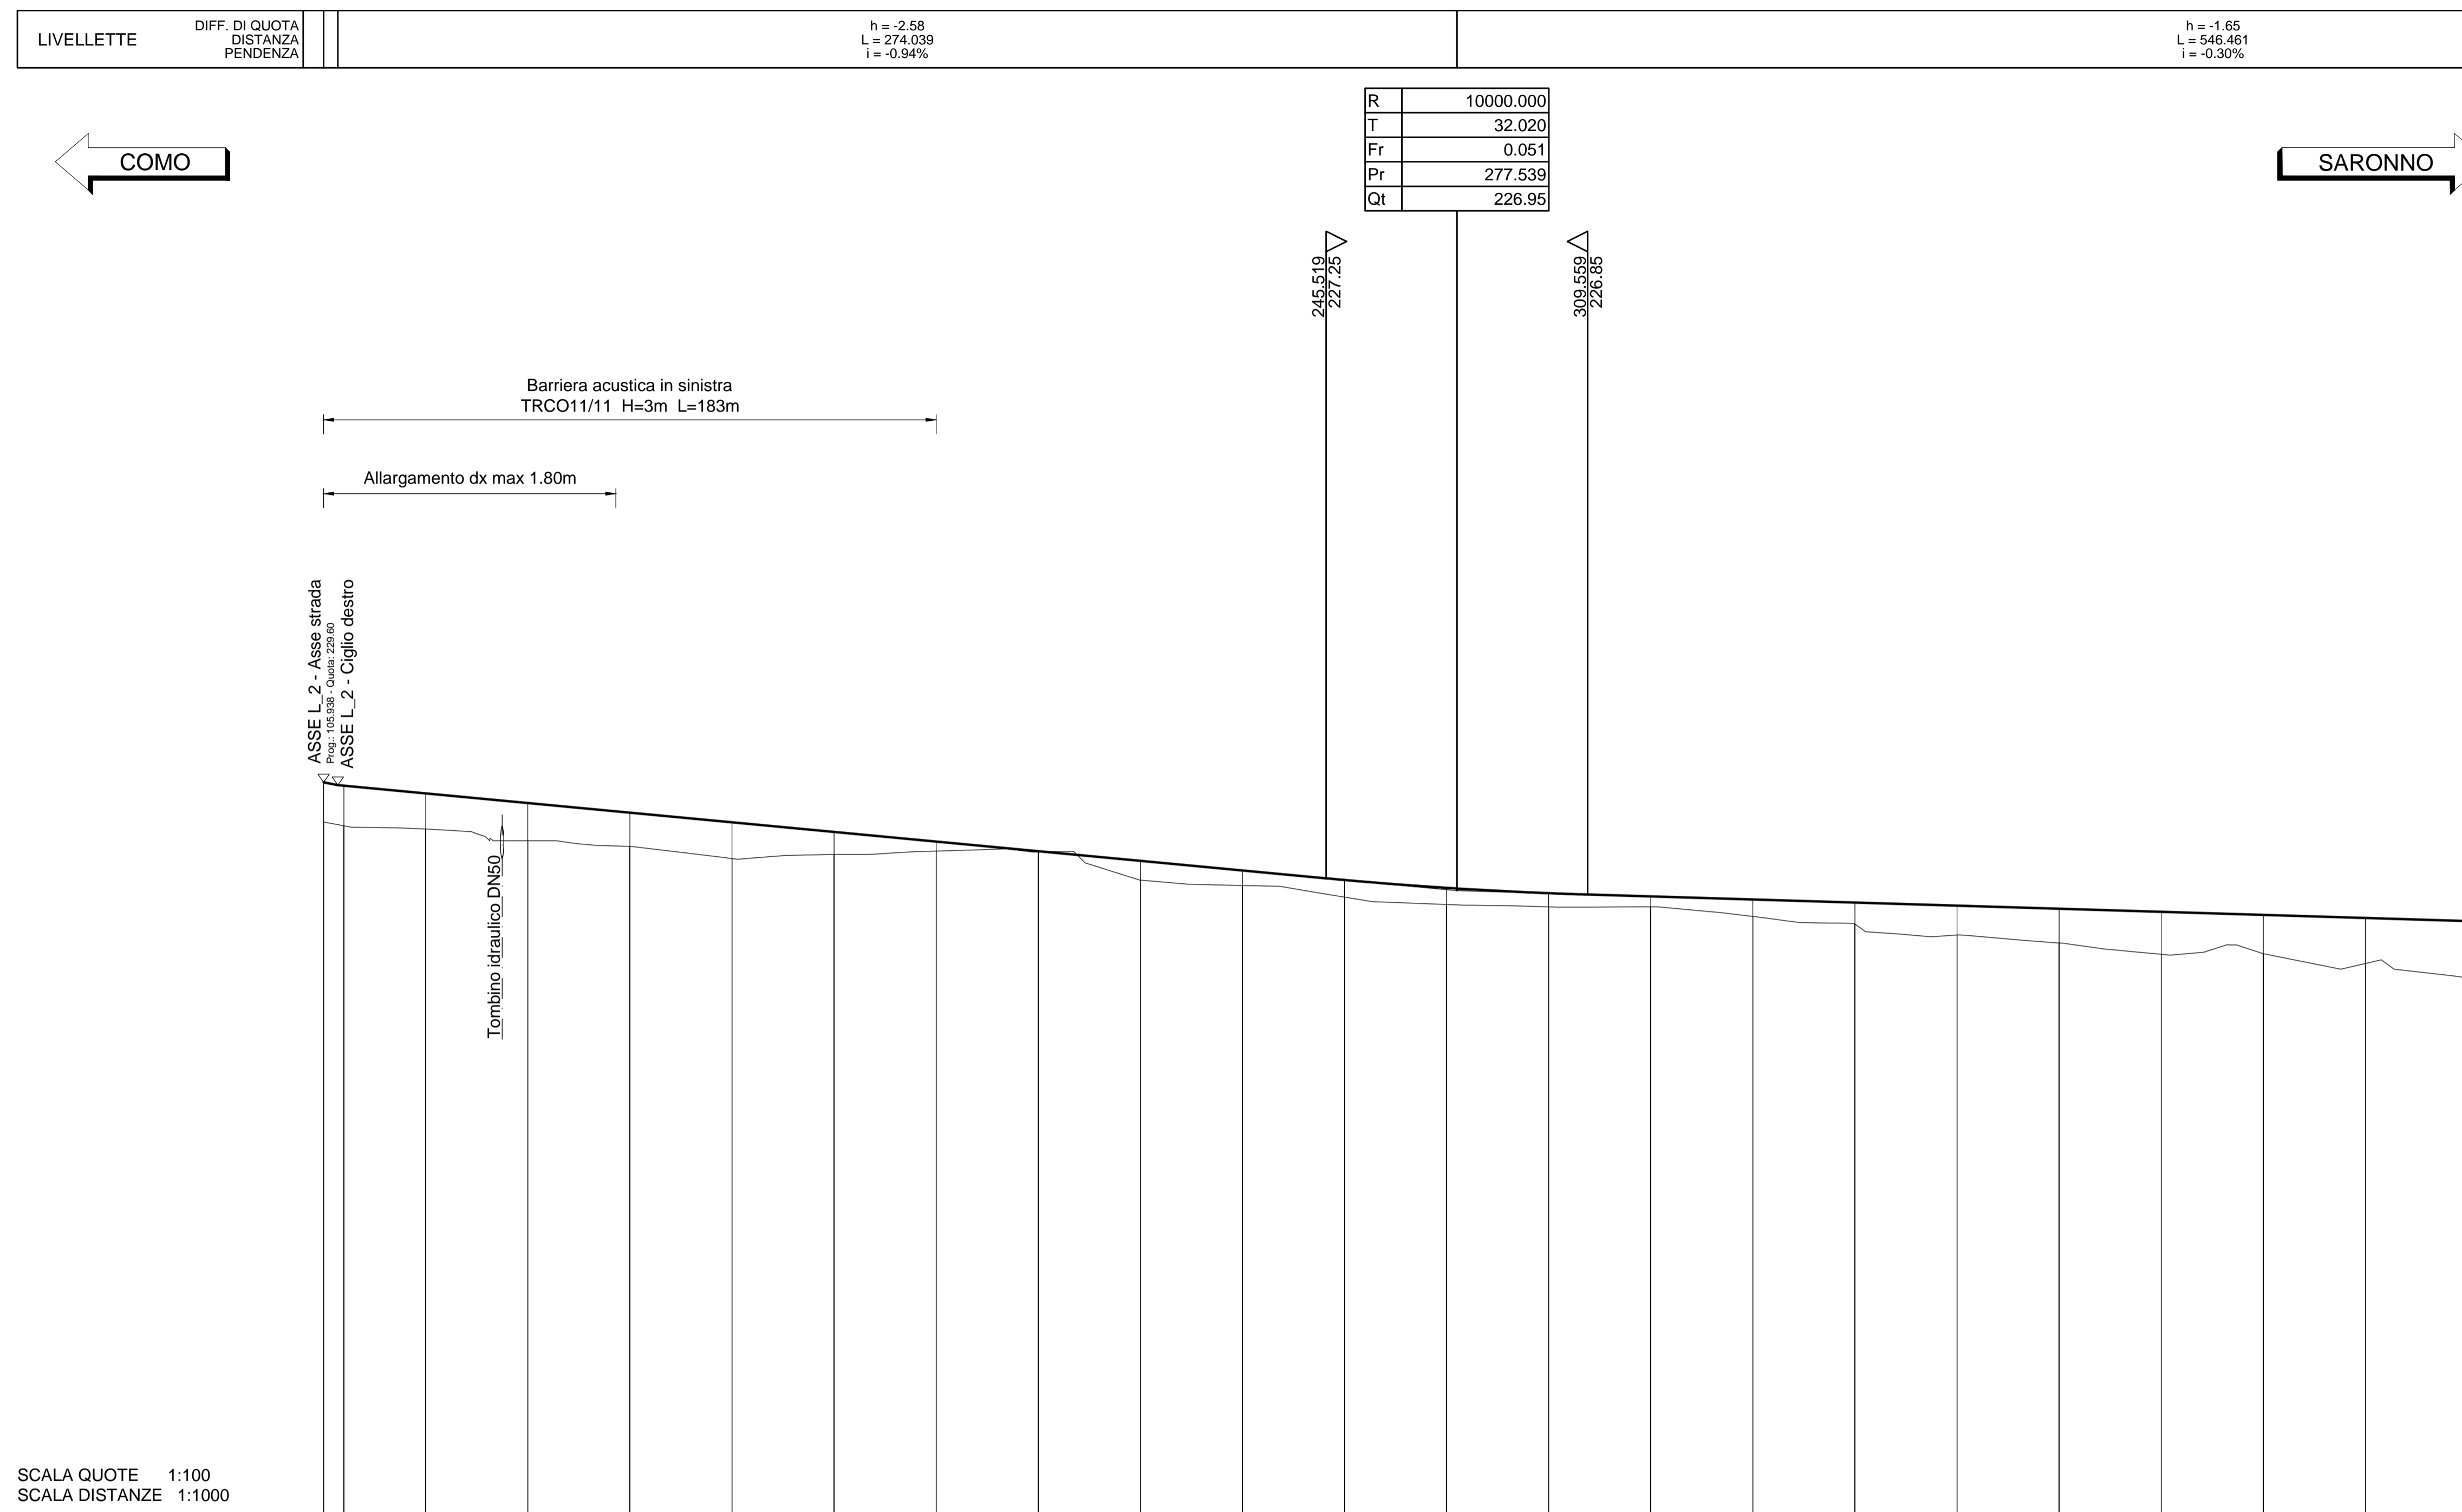 LIVELLETTE
DIFF. DI QUOTA
DISTANZA
PENDENZA
h = -2.58
L = 274.039
i = -0.94%
h = -1.65
L = 546.461
i = -0.30%
COMO
R 10000.000
T 32.020
Fr 0.051
Pr 277.539
Qt 226.95
SARONNO
245.519
227.25
309.559
226.85
Barriera acustica in sinistra
TRCO11/11 H=3m L=183m
Allargamento dx max 1.80m
ASSE L_2 - Asse strada
Prog.: 105.938 - Quota: 229.60
ASSE L_2 - Ciglio destro
Tombino idraulico DN50
SCALA QUOTE 1:100
SCALA DISTANZE 1:1000